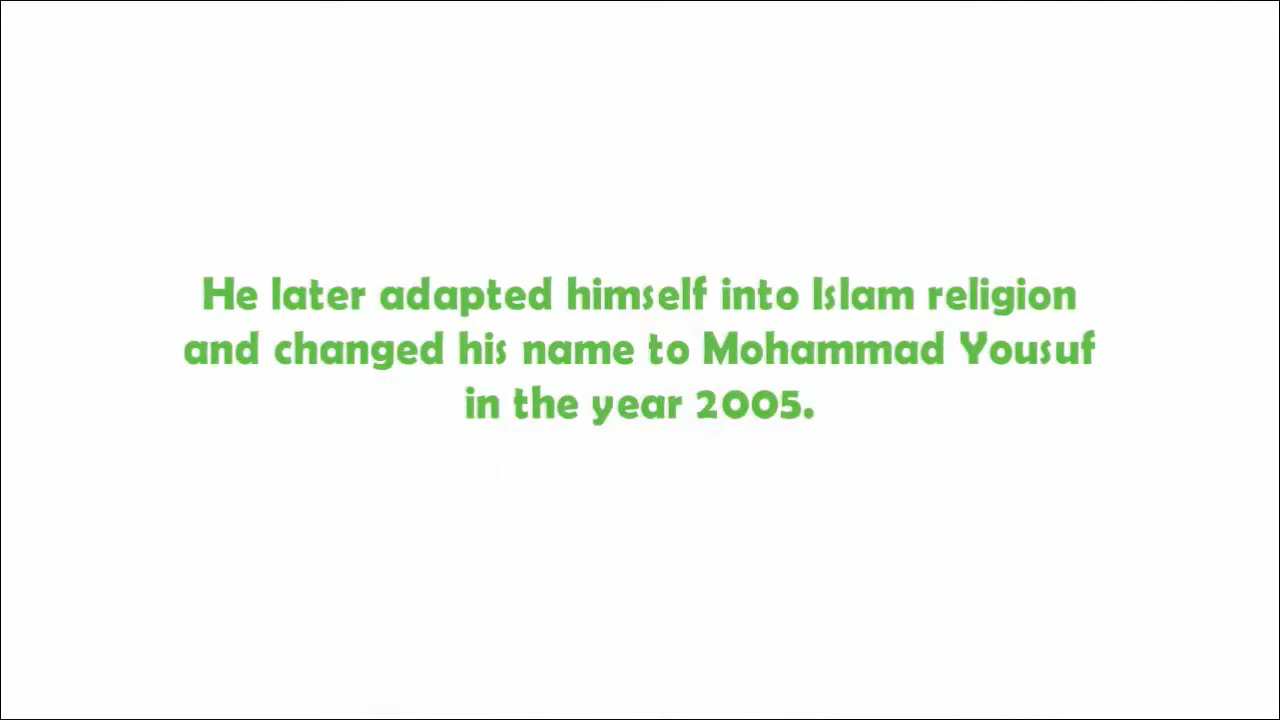 He later adapted himself into Islam religion
and changed his name to Mohammad Yousuf
in the year 2005.